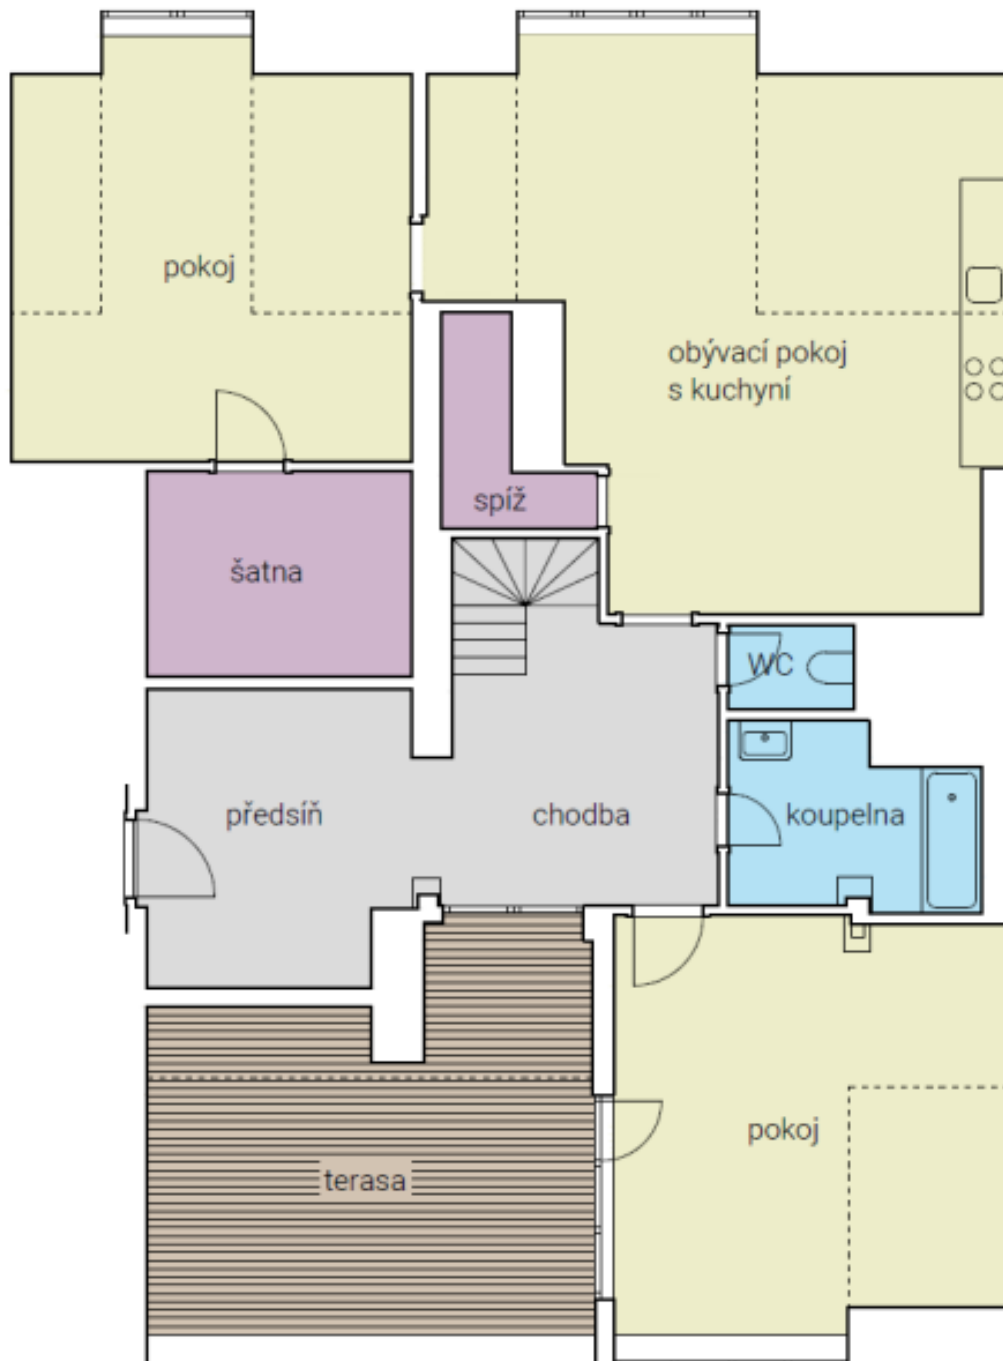 pokoj
obývací pokoj
s kuchyní
spíž
šatna
WC
předsíň
chodba
koupelna
pokoj
terasa